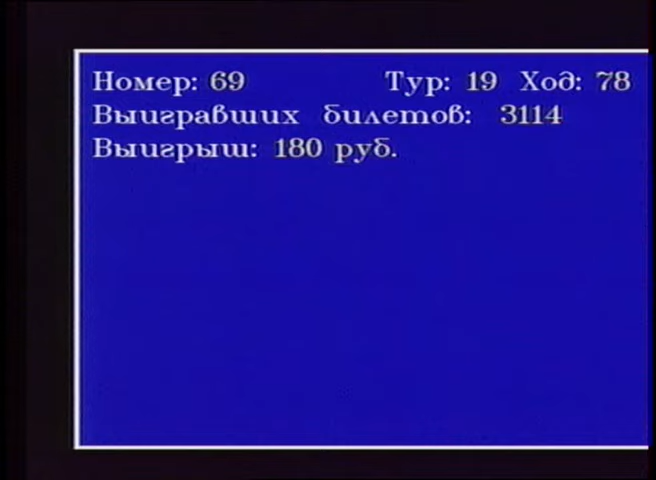 Номер: 69 Тур: 19 Ход: 78
Выигравших билетов: 3114
Выигрыш: 180 руб.